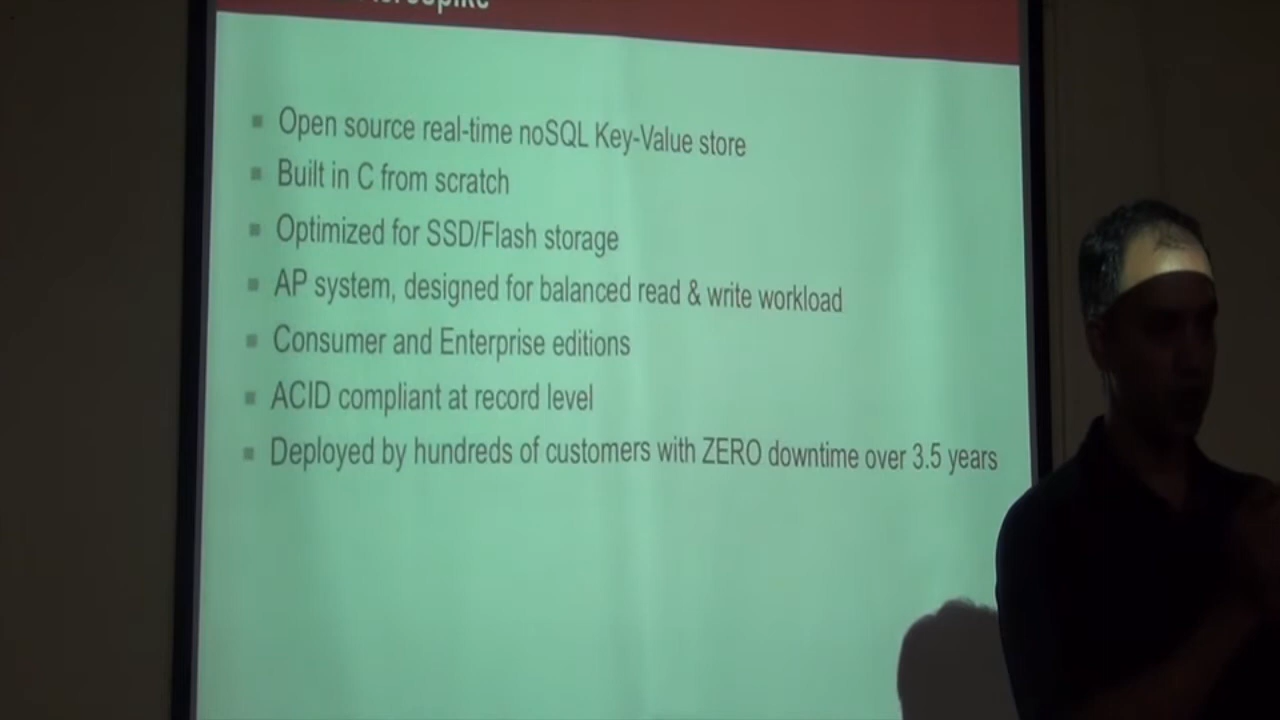 Aerospike
Open source real-time noSQL Key-Value store
Built in C from scratch
Optimized for SSD/Flash storage
AP system, designed for balanced read & write workload
Consumer and Enterprise editions
ACID compliant at record level
Deployed by hundreds of customers with ZERO downtime over 3.5 years